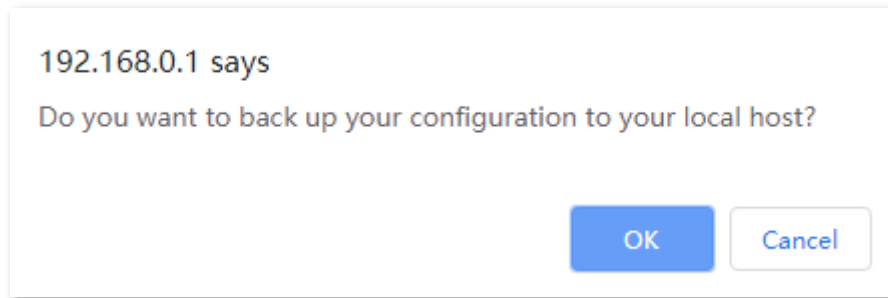 192.168.0.1 says
Do you want to back up your configuration to your local host?
OK
Cancel